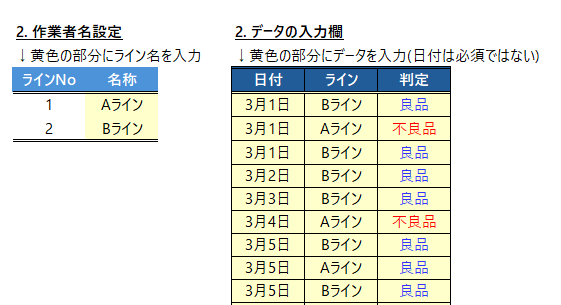 2. 作業者名設定
↓黄色の部分にライン名を入力
ラインNo 名称
1 Aライン
2 Bライン
2. データの入力欄
↓黄色の部分にデータを入力(日付は必須ではない)
日付 ライン 判定
3月1日 Bライン 良品
3月1日 Aライン 不良品
3月1日 Bライン 良品
3月2日 Bライン 良品
3月3日 Bライン 良品
3月4日 Aライン 不良品
3月5日 Bライン 良品
3月5日 Aライン 良品
3月5日 Bライン 良品